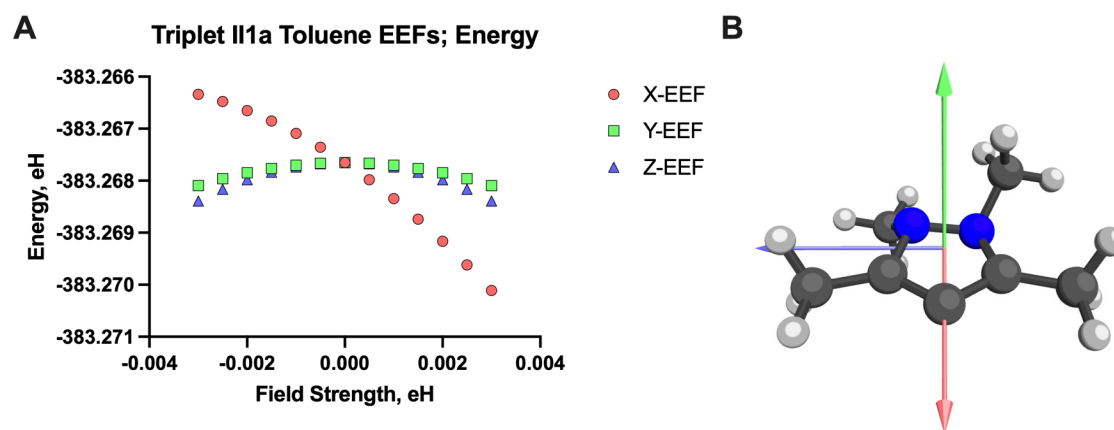 A
Triplet II1a Toluene EEFs; Energy
-383.266
-383.267
-383.268
-383.269
-383.270
-383.271
Energy, eH
-0.004
-0.002
0.000
0.002
0.004
Field Strength, eH
X-EEF
Y-EEF
Z-EEF
B